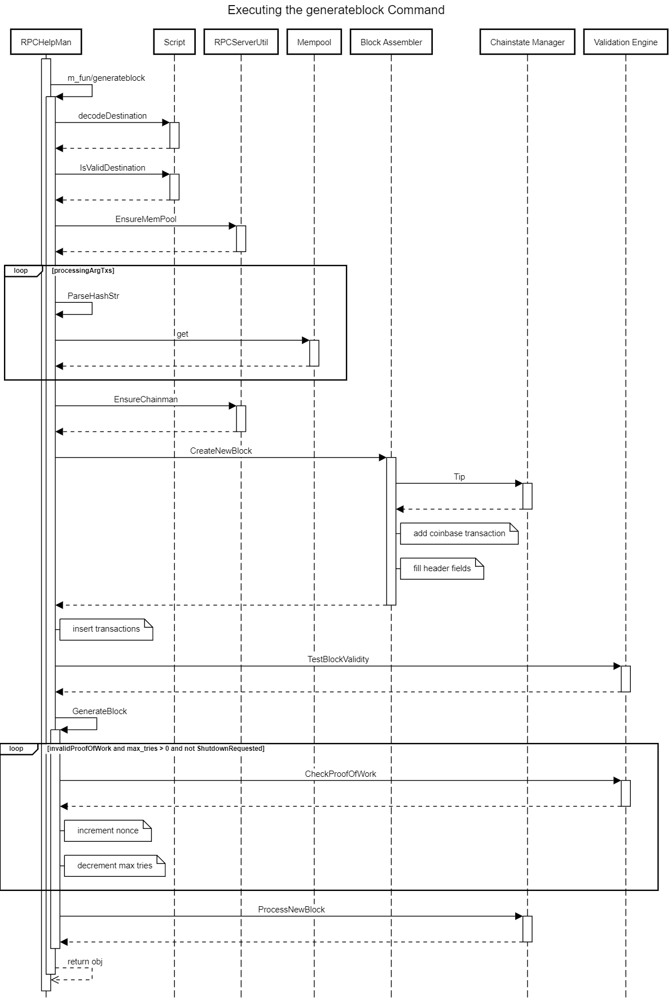 Executing the generateblock Command
RPCHelpMan
Script
RPCServerUtil
Mempool
Block Assembler
Chainstate Manager
Validation Engine
m_fun/generateblock
decodeDestination
IsValidDestination
EnsureMemPool
loop [processingArgTxs]
ParseHashStr
get
EnsureChainman
CreateNewBlock
Tip
add coinbase transaction
fill header fields
insert transactions
TestBlockValidity
GenerateBlock
loop [invalidProofOfWork and max_tries > 0 and not ShutdownRequested]
CheckProofOfWork
increment nonce
decrement max tries
ProcessNewBlock
return obj